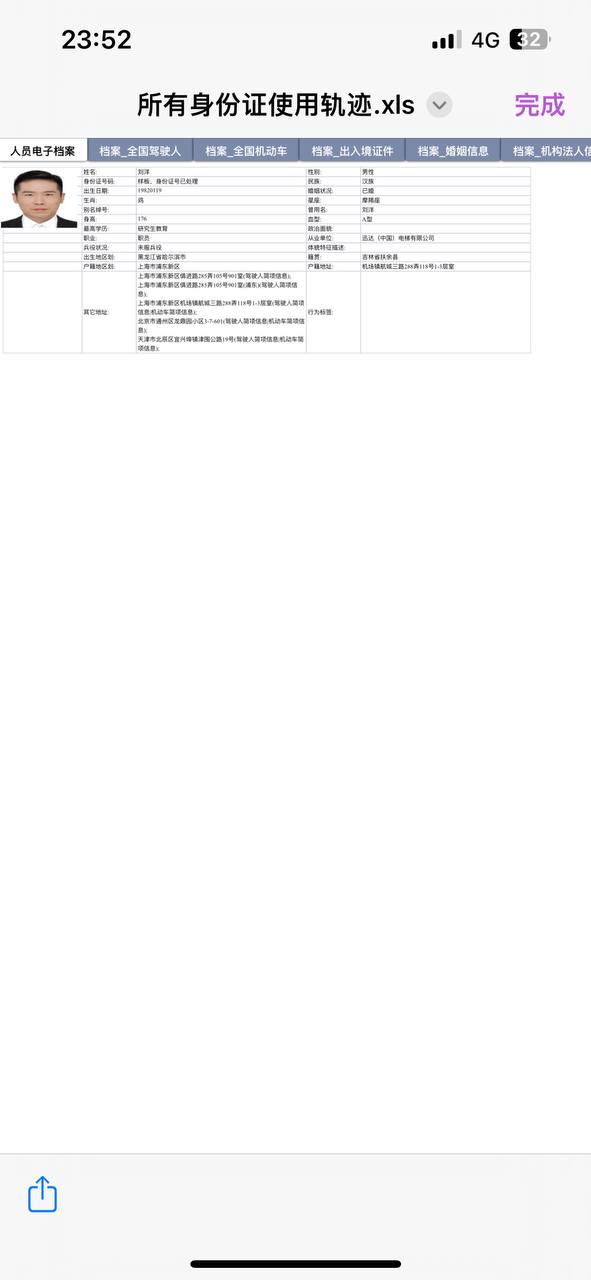 23:52 4G 32
所有身份证使用轨迹.xls 完成
人员电子档案 档案_全国驾驶人 档案_全国机动车 档案_出入境证件 档案_婚姻信息 档案_机构法人信
姓名: 刘洋 性别: 男性
身份证号码: 样板，身份证号已处理 民族: 汉族
出生日期: 19820119 婚姻状况: 已婚
生肖: 鸡 星座: 摩羯座
别名绰号: 曾用名: 刘洋
身高: 176 血型: A型
最高学历: 研究生教育 政治面貌:
职业: 职员 从业单位: 迅达（中国）电梯有限公司
兵役状况: 未服兵役 体貌特征描述:
出生地区划: 黑龙江省哈尔滨市 籍贯: 吉林省扶余县
户籍地区划: 上海市浦东新区 户籍地址: 机场镇航城三路288弄118号1-3层室
其它地址:
上海市浦东新区俱进路285弄105号901室(驾驶人简项信息);
上海市浦东新区俱进路285弄105号901室(浦东)(驾驶人简项信
息);
上海市浦东新区机场镇航城三路288弄118号1-3层室(驾驶人简项
信息|机动车简项信息);
北京市通州区龙鼎园小区3-7-601(驾驶人简项信息|机动车简项信
息);
天津市北辰区宜兴埠镇津围公路19号(驾驶人简项信息|机动车简
项信息);
行为标签: